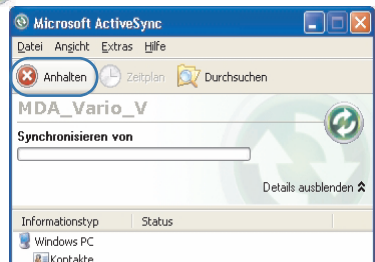 Microsoft ActiveSync
Datei Ansicht Extras Hilfe
Anhalten Zeitplan Durchsuchen
MDA_Vario_V
Synchronisieren von
Details ausblenden
Informationstyp Status
Windows PC
Kontakte